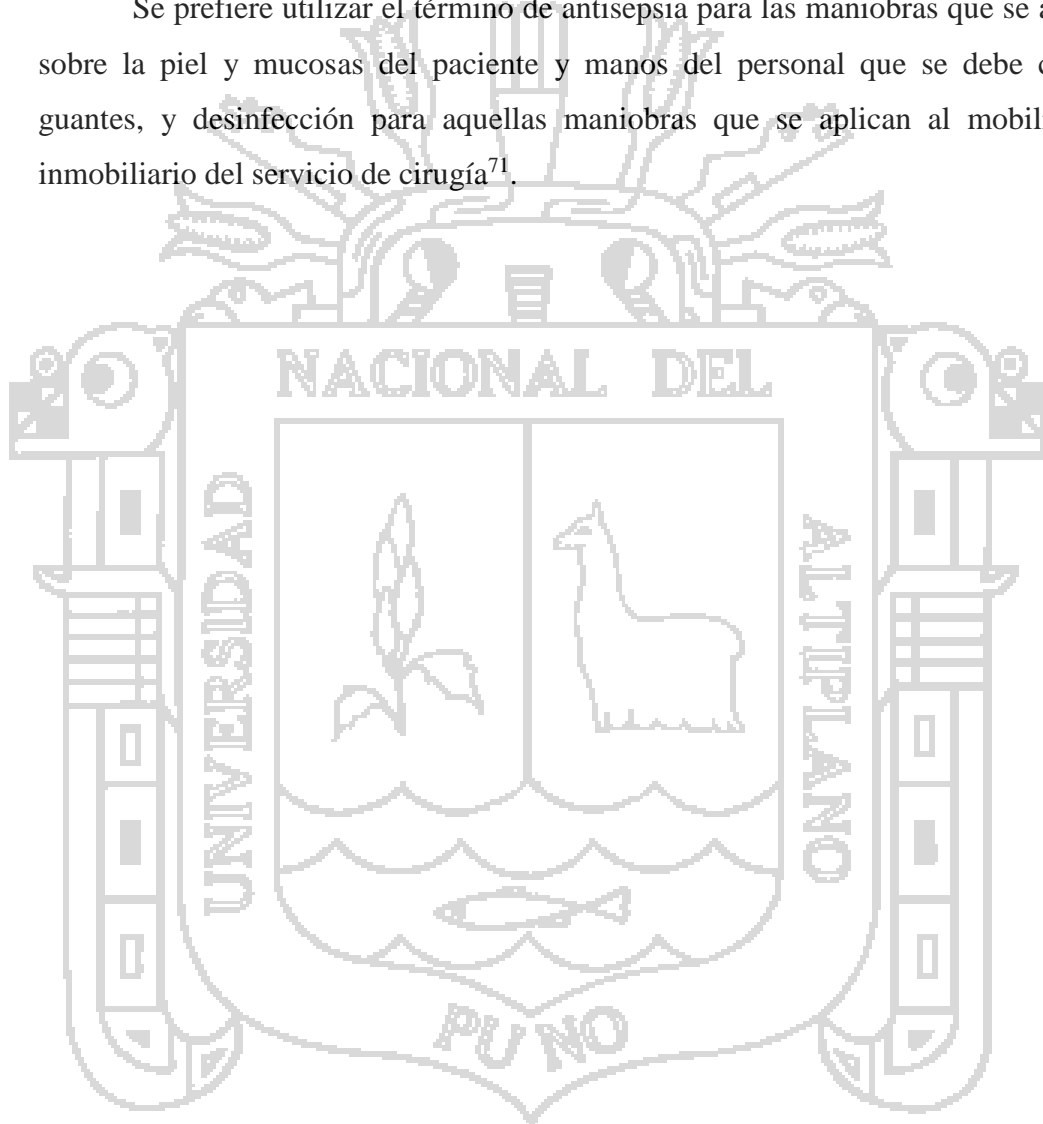 Se prefiere utilizar el término de antisepsia para las maniobras que se
sobre la piel y mucosas del paciente y manos del personal que se debe
guantes, y desinfección para aquellas maniobras que se aplican al
inmobiliario del servicio de cirugía⁷¹.
NACIONAL DEL
UNIVERSIDAD
ALTIPLANO
PUNO